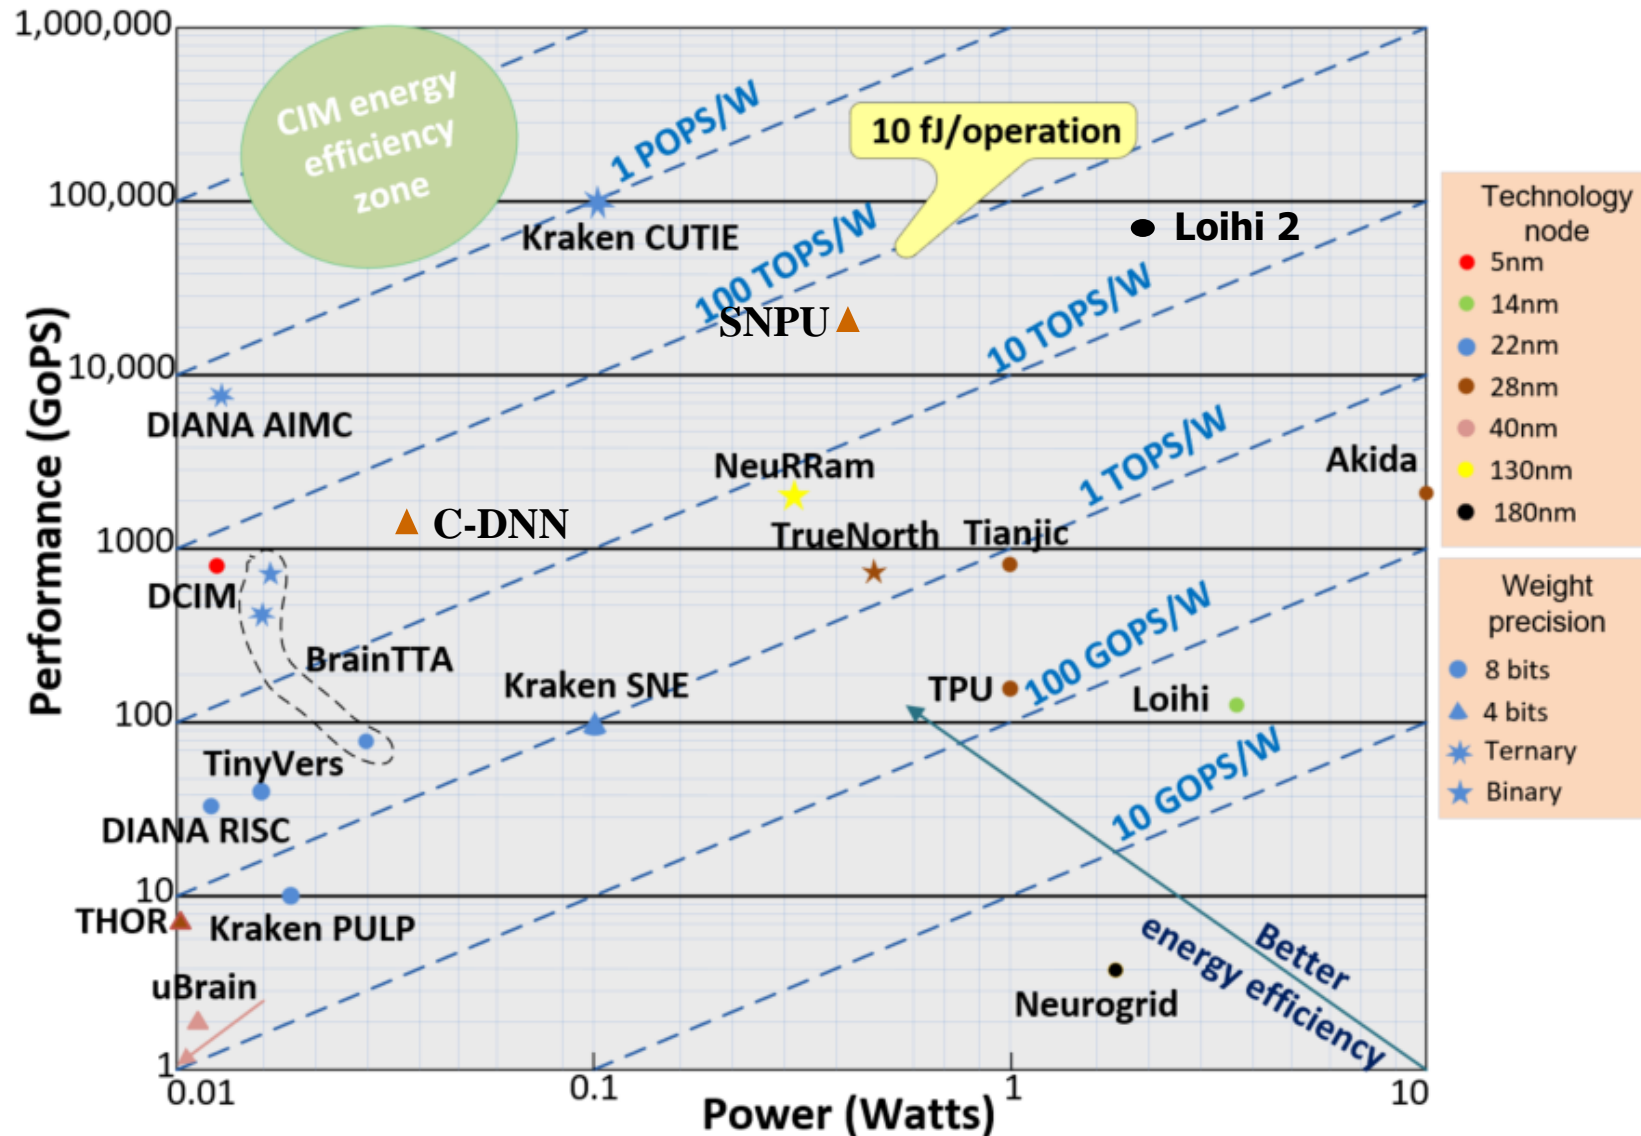 1,000,000
100,000
10,000
1000
100
10
1
Performance (GoPS)
0.01
0.1
1
10
Power (Watts)
CIM energy
efficiency
zone
1 POPS/W
10 fJ/operation
Kraken CUTIE
100 TOPS/W
Loihi 2
SNPU
10 TOPS/W
DIANA AIMC
1 TOPS/W
NeuRRam
Akida
C-DNN
TrueNorth
Tianjic
DCIM
BrainTTA
Kraken SNE
TPU
100 GOPS/W
Loihi
TinyVers
10 GOPS/W
DIANA RISC
THOR
Kraken PULP
uBrain
Neurogrid
Better
energy efficiency
Technology
node
5nm
14nm
22nm
28nm
40nm
130nm
180nm
Weight
precision
8 bits
4 bits
Ternary
Binary